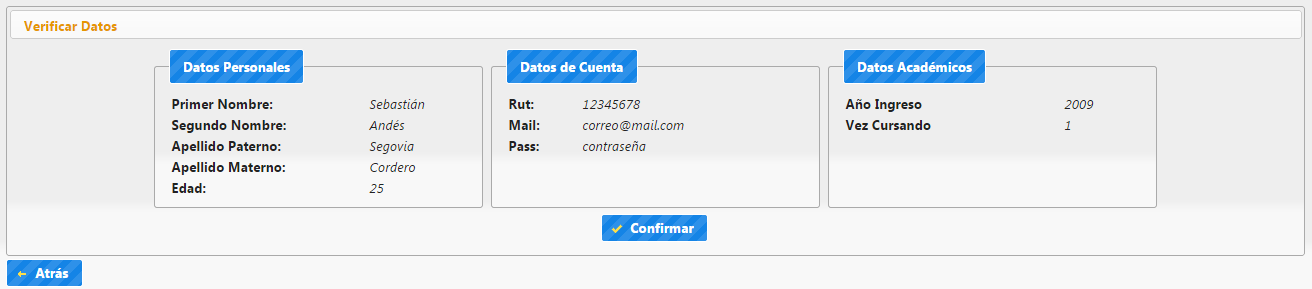 Verificar Datos
Datos Personales
Primer Nombre: Sebastián
Segundo Nombre: Andés
Apellido Paterno: Segovia
Apellido Materno: Cordero
Edad: 25
Datos de Cuenta
Rut: 12345678
Mail: correo@mail.com
Pass: contraseña
Datos Académicos
Año Ingreso 2009
Vez Cursando 1
Confirmar
Atrás